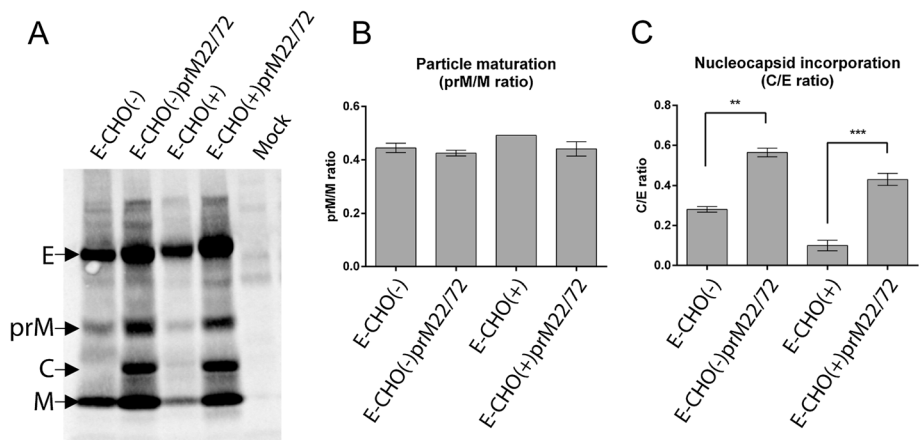 A
E-CHO(-)
E-CHO(-)prM22/72
E-CHO(+)
E-CHO(+)prM22/72
Mock
E
prM
C
M
B
Particle maturation
(prM/M ratio)
prM/M ratio
0.6
0.4
0.2
0.0
E-CHO(-)
E-CHO(-)prM22/72
E-CHO(+)
E-CHO(+)prM22/72
C
Nucleocapsid incorporation
(C/E ratio)
C/E ratio
0.8
0.6
0.4
0.2
0.0
**
***
E-CHO(-)
E-CHO(-)prM22/72
E-CHO(+)
E-CHO(+)prM22/72